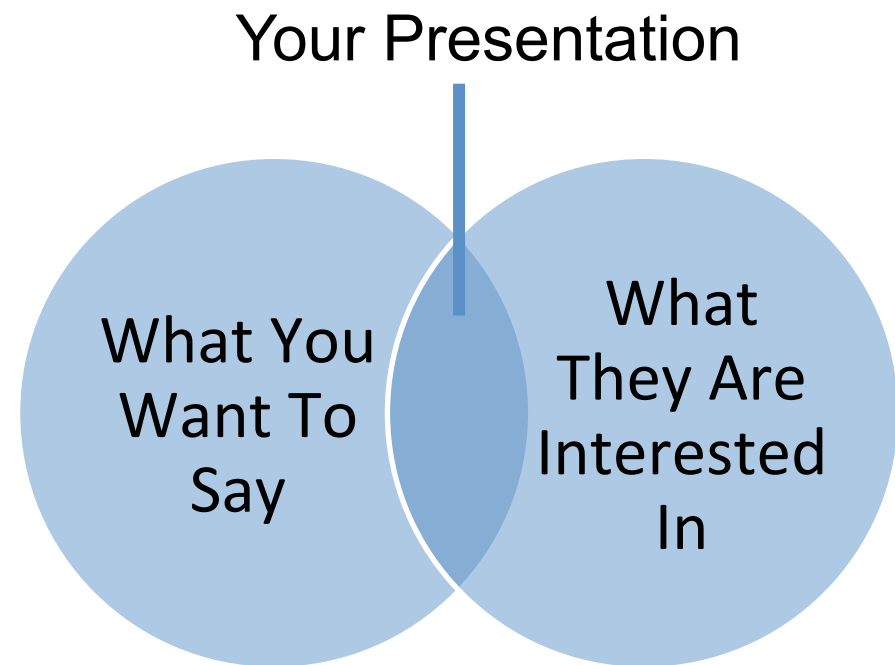 Your Presentation
What You
Want To
Say
What
They Are
Interested
In